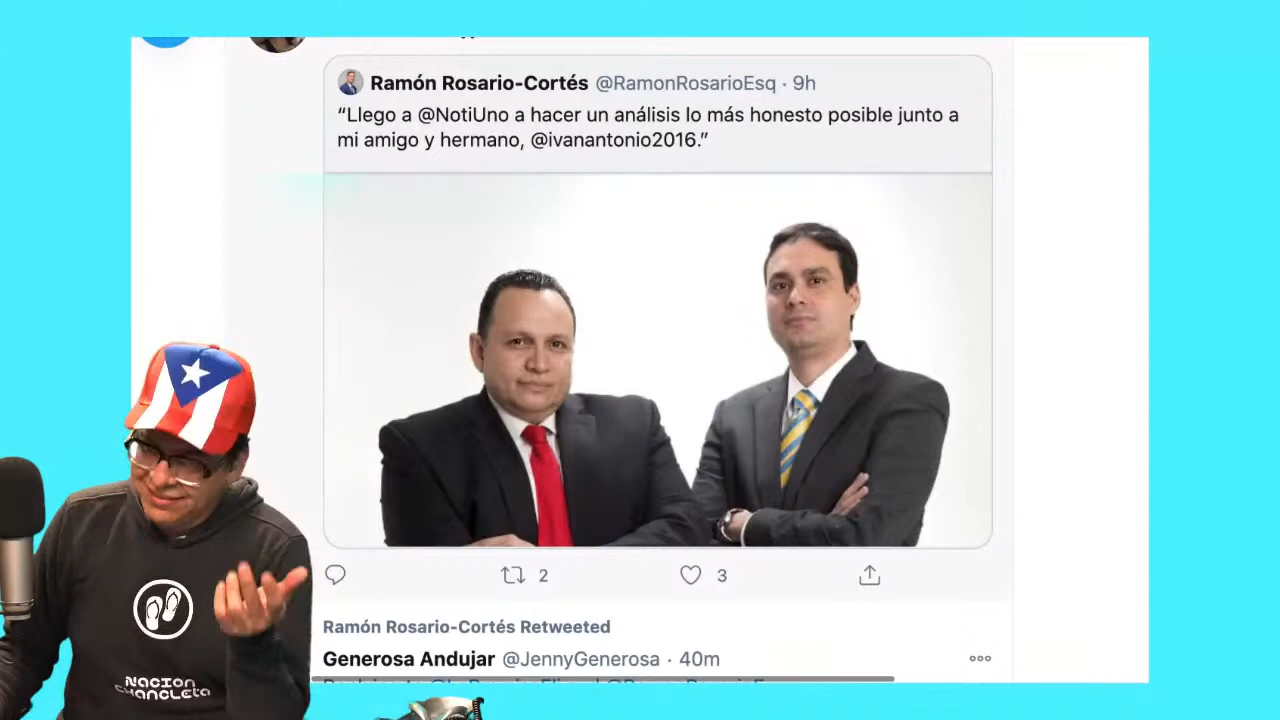 Ramón Rosario-Cortés @RamonRosarioEsq · 9h
“Llego a @NotiUno a hacer un análisis lo más honesto posible junto a
mi amigo y hermano, @ivanantonio2016.”
2
3
Ramón Rosario-Cortés Retweeted
Generosa Andujar @JennyGenerosa · 40m
NACION
CHANCLETA